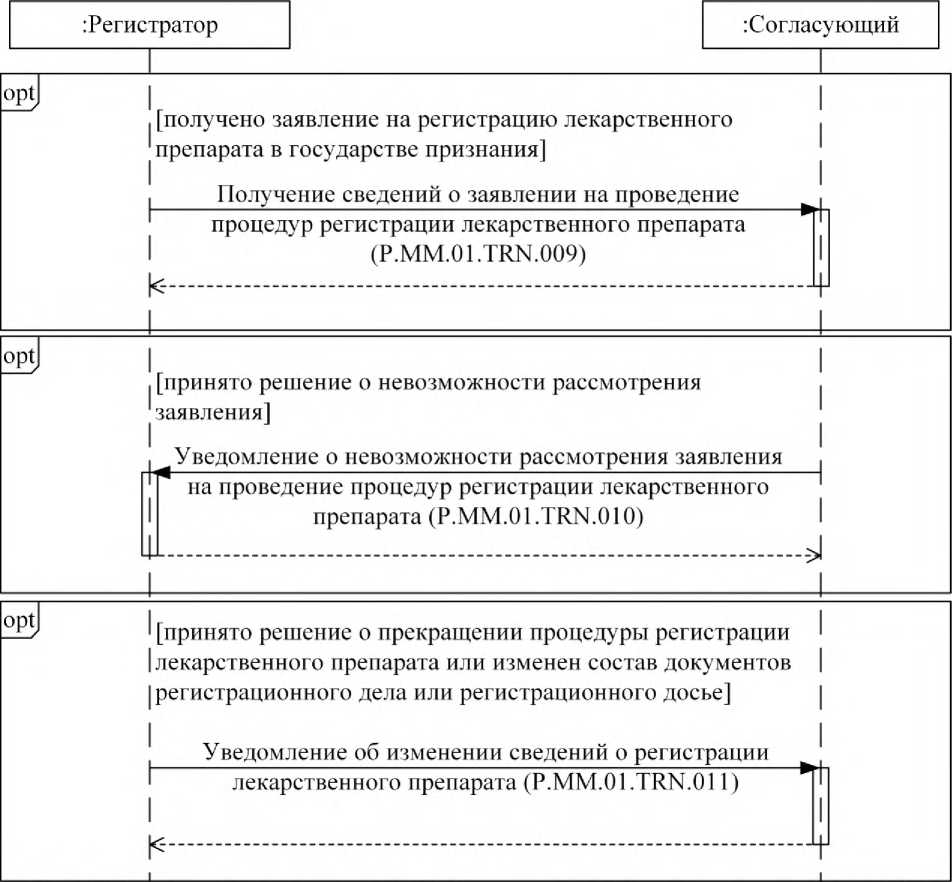 :Регистратор
:Согласующий
opt
[получено заявление на регистрацию лекарственного
препарата в государстве признания]
Получение сведений о заявлении на проведение
процедур регистрации лекарственного препарата
(P.MM.01.TRN.009)
opt
[принято решение о невозможности рассмотрения
заявления]
Уведомление о невозможности рассмотрения заявления
на проведение процедур регистрации лекарственного
препарата (P.MM.01.TRN.010)
opt
[принято решение о прекращении процедуры регистрации
лекарственного препарата или изменен состав документов
регистрационного дела или регистрационного досье]
Уведомление об изменении сведений о регистрации
лекарственного препарата (P.MM.01.TRN.011)